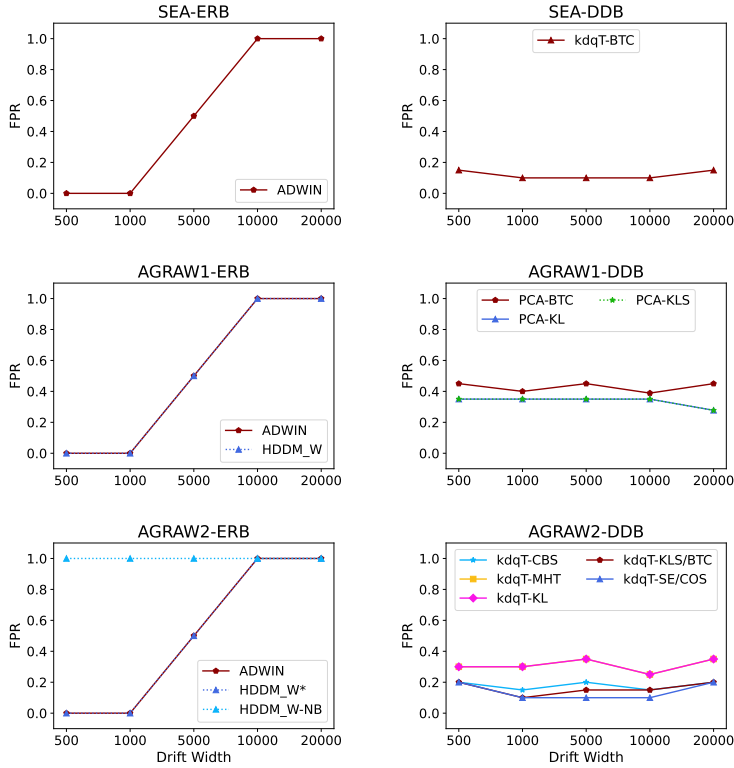 SEA-ERB
FPR
1.0
0.8
0.6
0.4
0.2
0.0
500 1000 5000 10000 20000
ADWIN
SEA-DDB
FPR
1.0
0.8
0.6
0.4
0.2
0.0
500 1000 5000 10000 20000
kdqT-BTC
AGRAW1-ERB
FPR
1.0
0.8
0.6
0.4
0.2
0.0
500 1000 5000 10000 20000
ADWIN
HDDM_W
AGRAW1-DDB
FPR
1.0
0.8
0.6
0.4
0.2
0.0
500 1000 5000 10000 20000
PCA-BTC PCA-KLS
PCA-KL
AGRAW2-ERB
FPR
1.0
0.8
0.6
0.4
0.2
0.0
500 1000 5000 10000 20000
Drift Width
ADWIN
HDDM_W*
HDDM_W-NB
AGRAW2-DDB
FPR
1.0
0.8
0.6
0.4
0.2
0.0
500 1000 5000 10000 20000
Drift Width
kdqT-CBS kdqT-KLS/BTC
kdqT-MHT kdqT-SE/COS
kdqT-KL